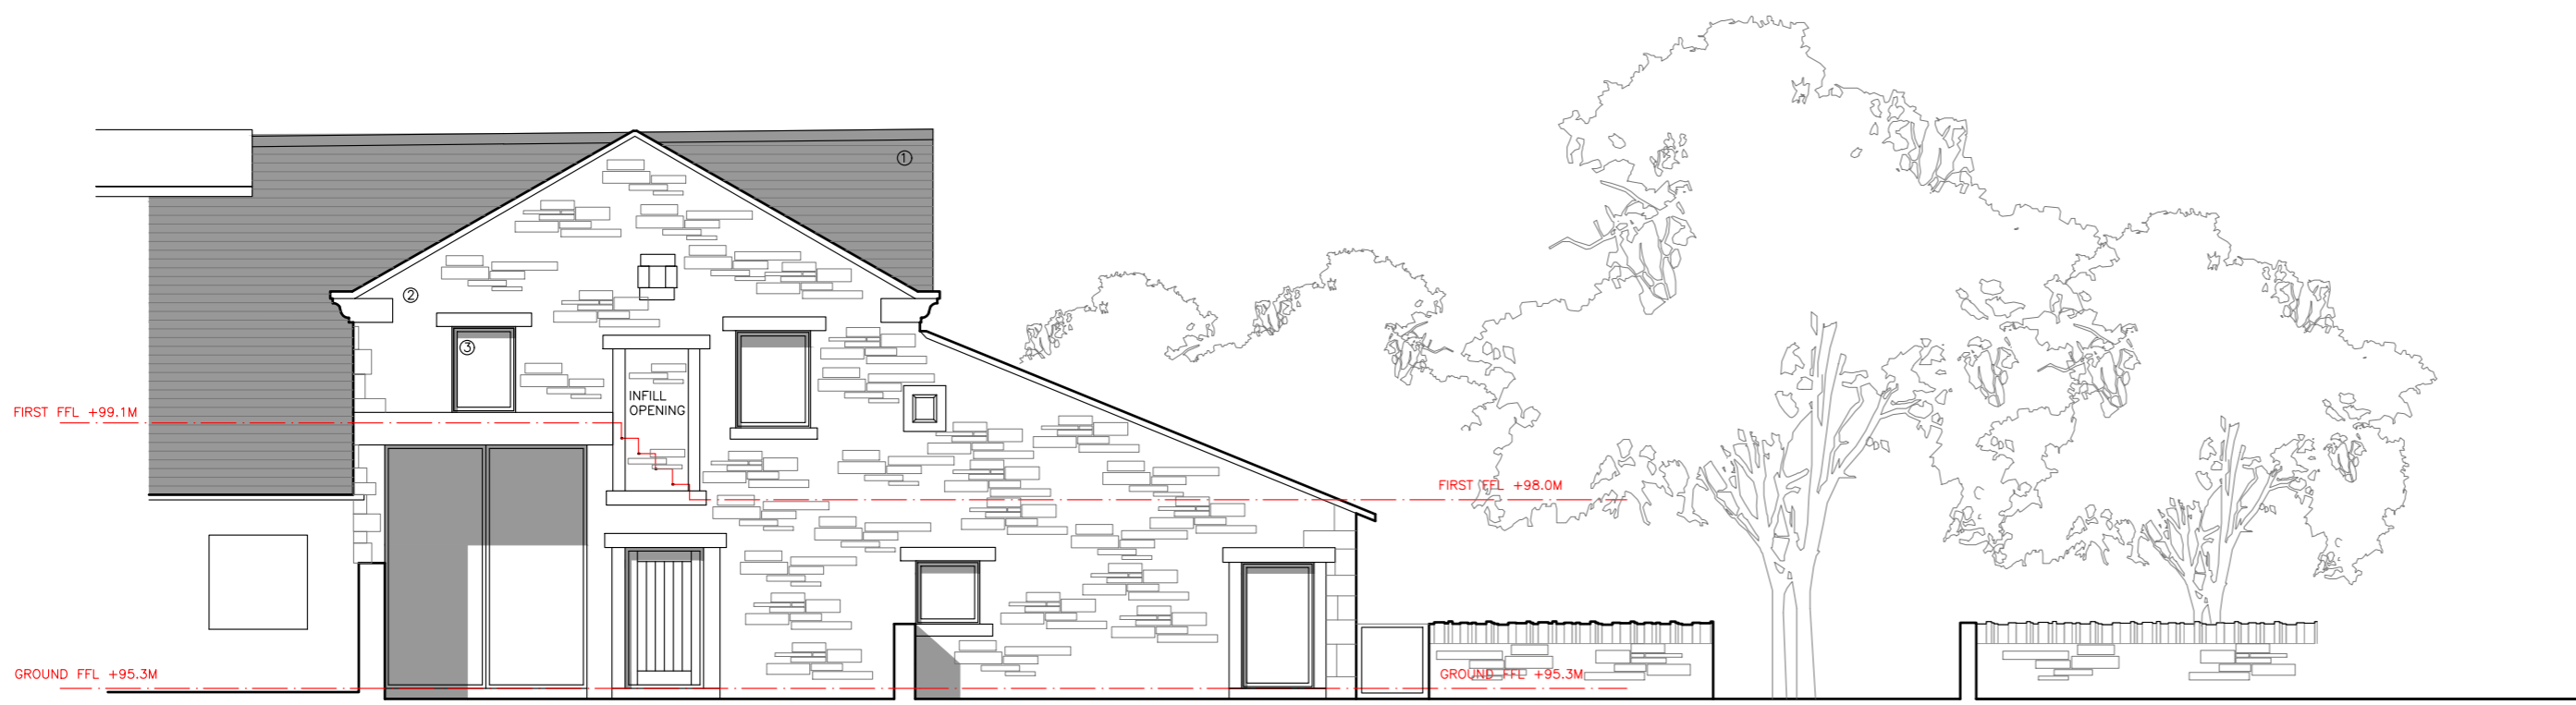 ①
②
③
INFILL
OPENING
FIRST FFL +99.1M
FIRST FFL +98.0M
GROUND FFL +95.3M
GROUND FFL +95.3M